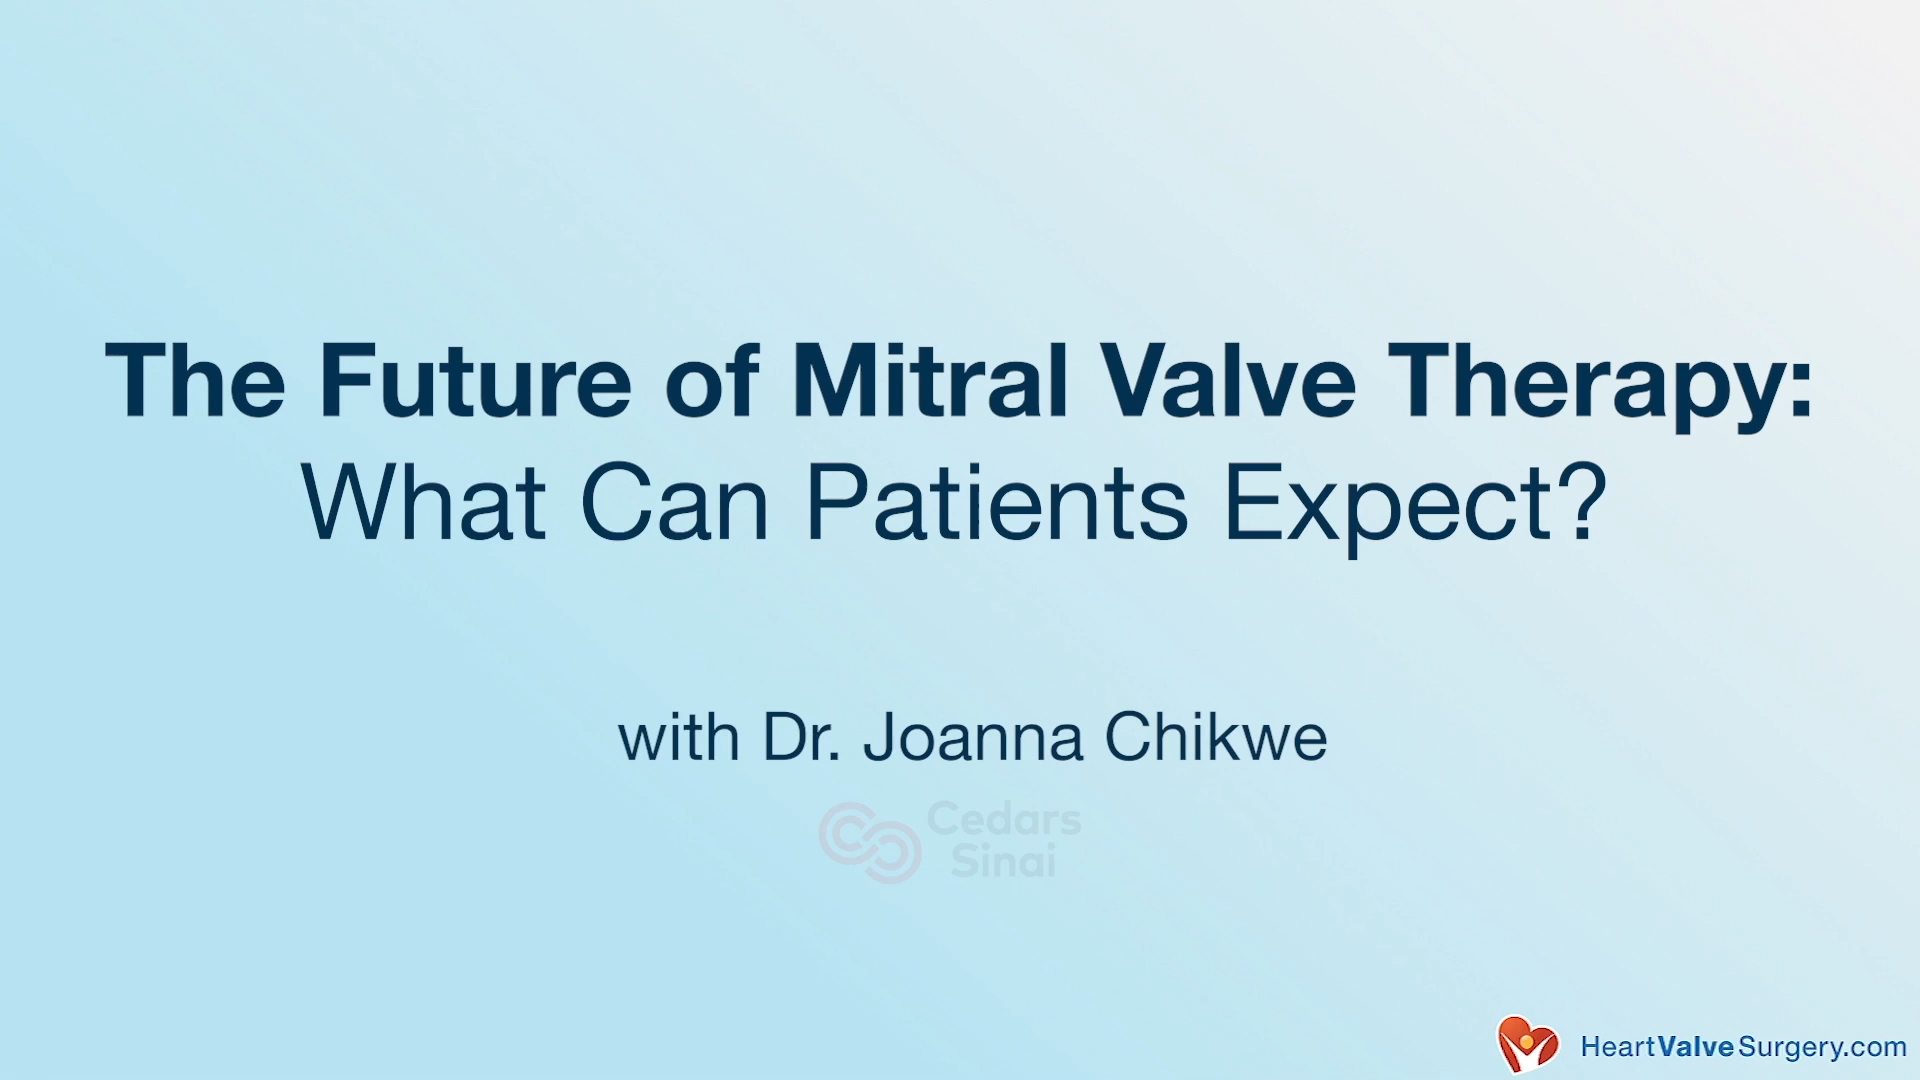 The Future of Mitral Valve Therapy:
What Can Patients Expect?
with Dr. Joanna Chikwe
Cedars
Sinai
HeartValveSurgery.com